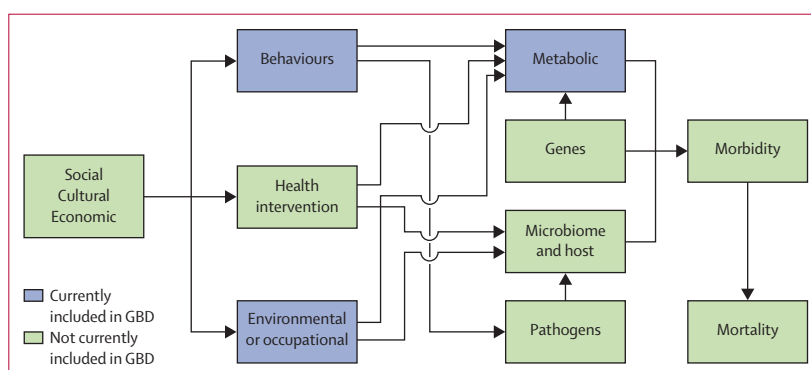 Behaviours
Metabolic
Social
Cultural
Economic
Health
intervention
Genes
Morbidity
Microbiome
and host
Environmental
or occupational
Pathogens
Mortality
Currently
included in GBD
Not currently
included in GBD